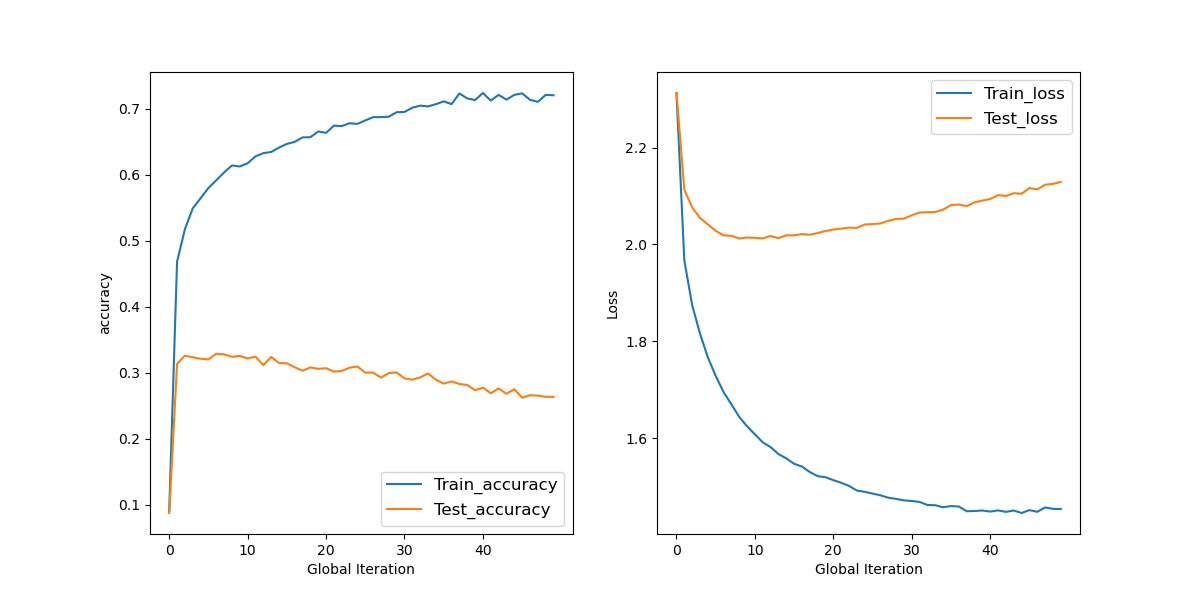 accuracy
0.7
0.6
0.5
0.4
0.3
0.2
0.1
0 10 20 30 40
Global Iteration
Train_accuracy
Test_accuracy
Loss
2.2
2.0
1.8
1.6
0 10 20 30 40
Global Iteration
Train_loss
Test_loss